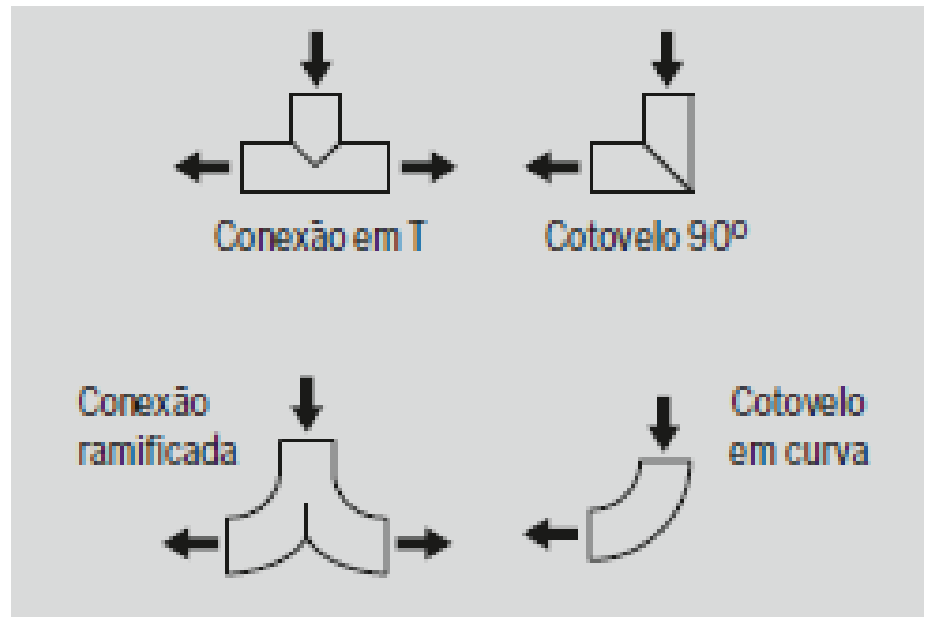 Conexão em T
Cotovelo 90º
Conexão
ramificada
Cotovelo
em curva